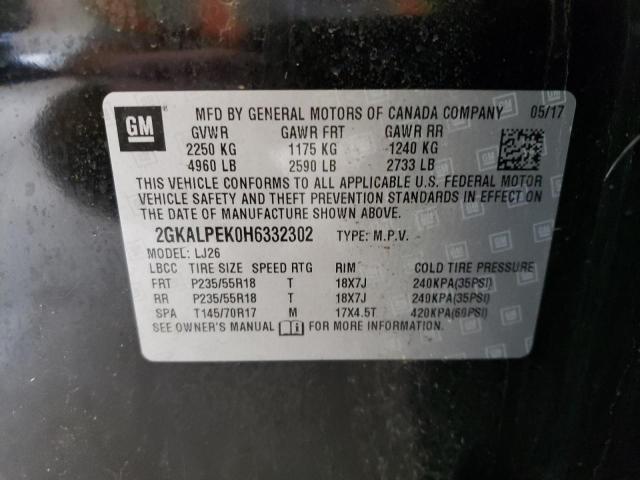 GM
MFD BY GENERAL MOTORS OF CANADA COMPANY 05/17
GVWR GAWR FRT GAWR RR
2250 KG 1175 KG 1240 KG
4960 LB 2590 LB 2733 LB
THIS VEHICLE CONFORMS TO ALL APPLICABLE U.S. FEDERAL MOTOR
VEHICLE SAFETY AND THEFT PREVENTION STANDARDS IN EFFECT ON
THE DATE OF MANUFACTURE SHOWN ABOVE.
2GKALPEK0H6332302 TYPE: M.P.V.
MODEL: LJ26
LBCC TIRE SIZE SPEED RTG RIM COLD TIRE PRESSURE
FRT P235/55R18 T 18X7J 240KPA(35PSI)
RR P235/55R18 T 18X7J 240KPA(35PSI)
SPA T145/70R17 M 17X4.5T 420KPA(60PSI)
SEE OWNER'S MANUAL FOR MORE INFORMATION